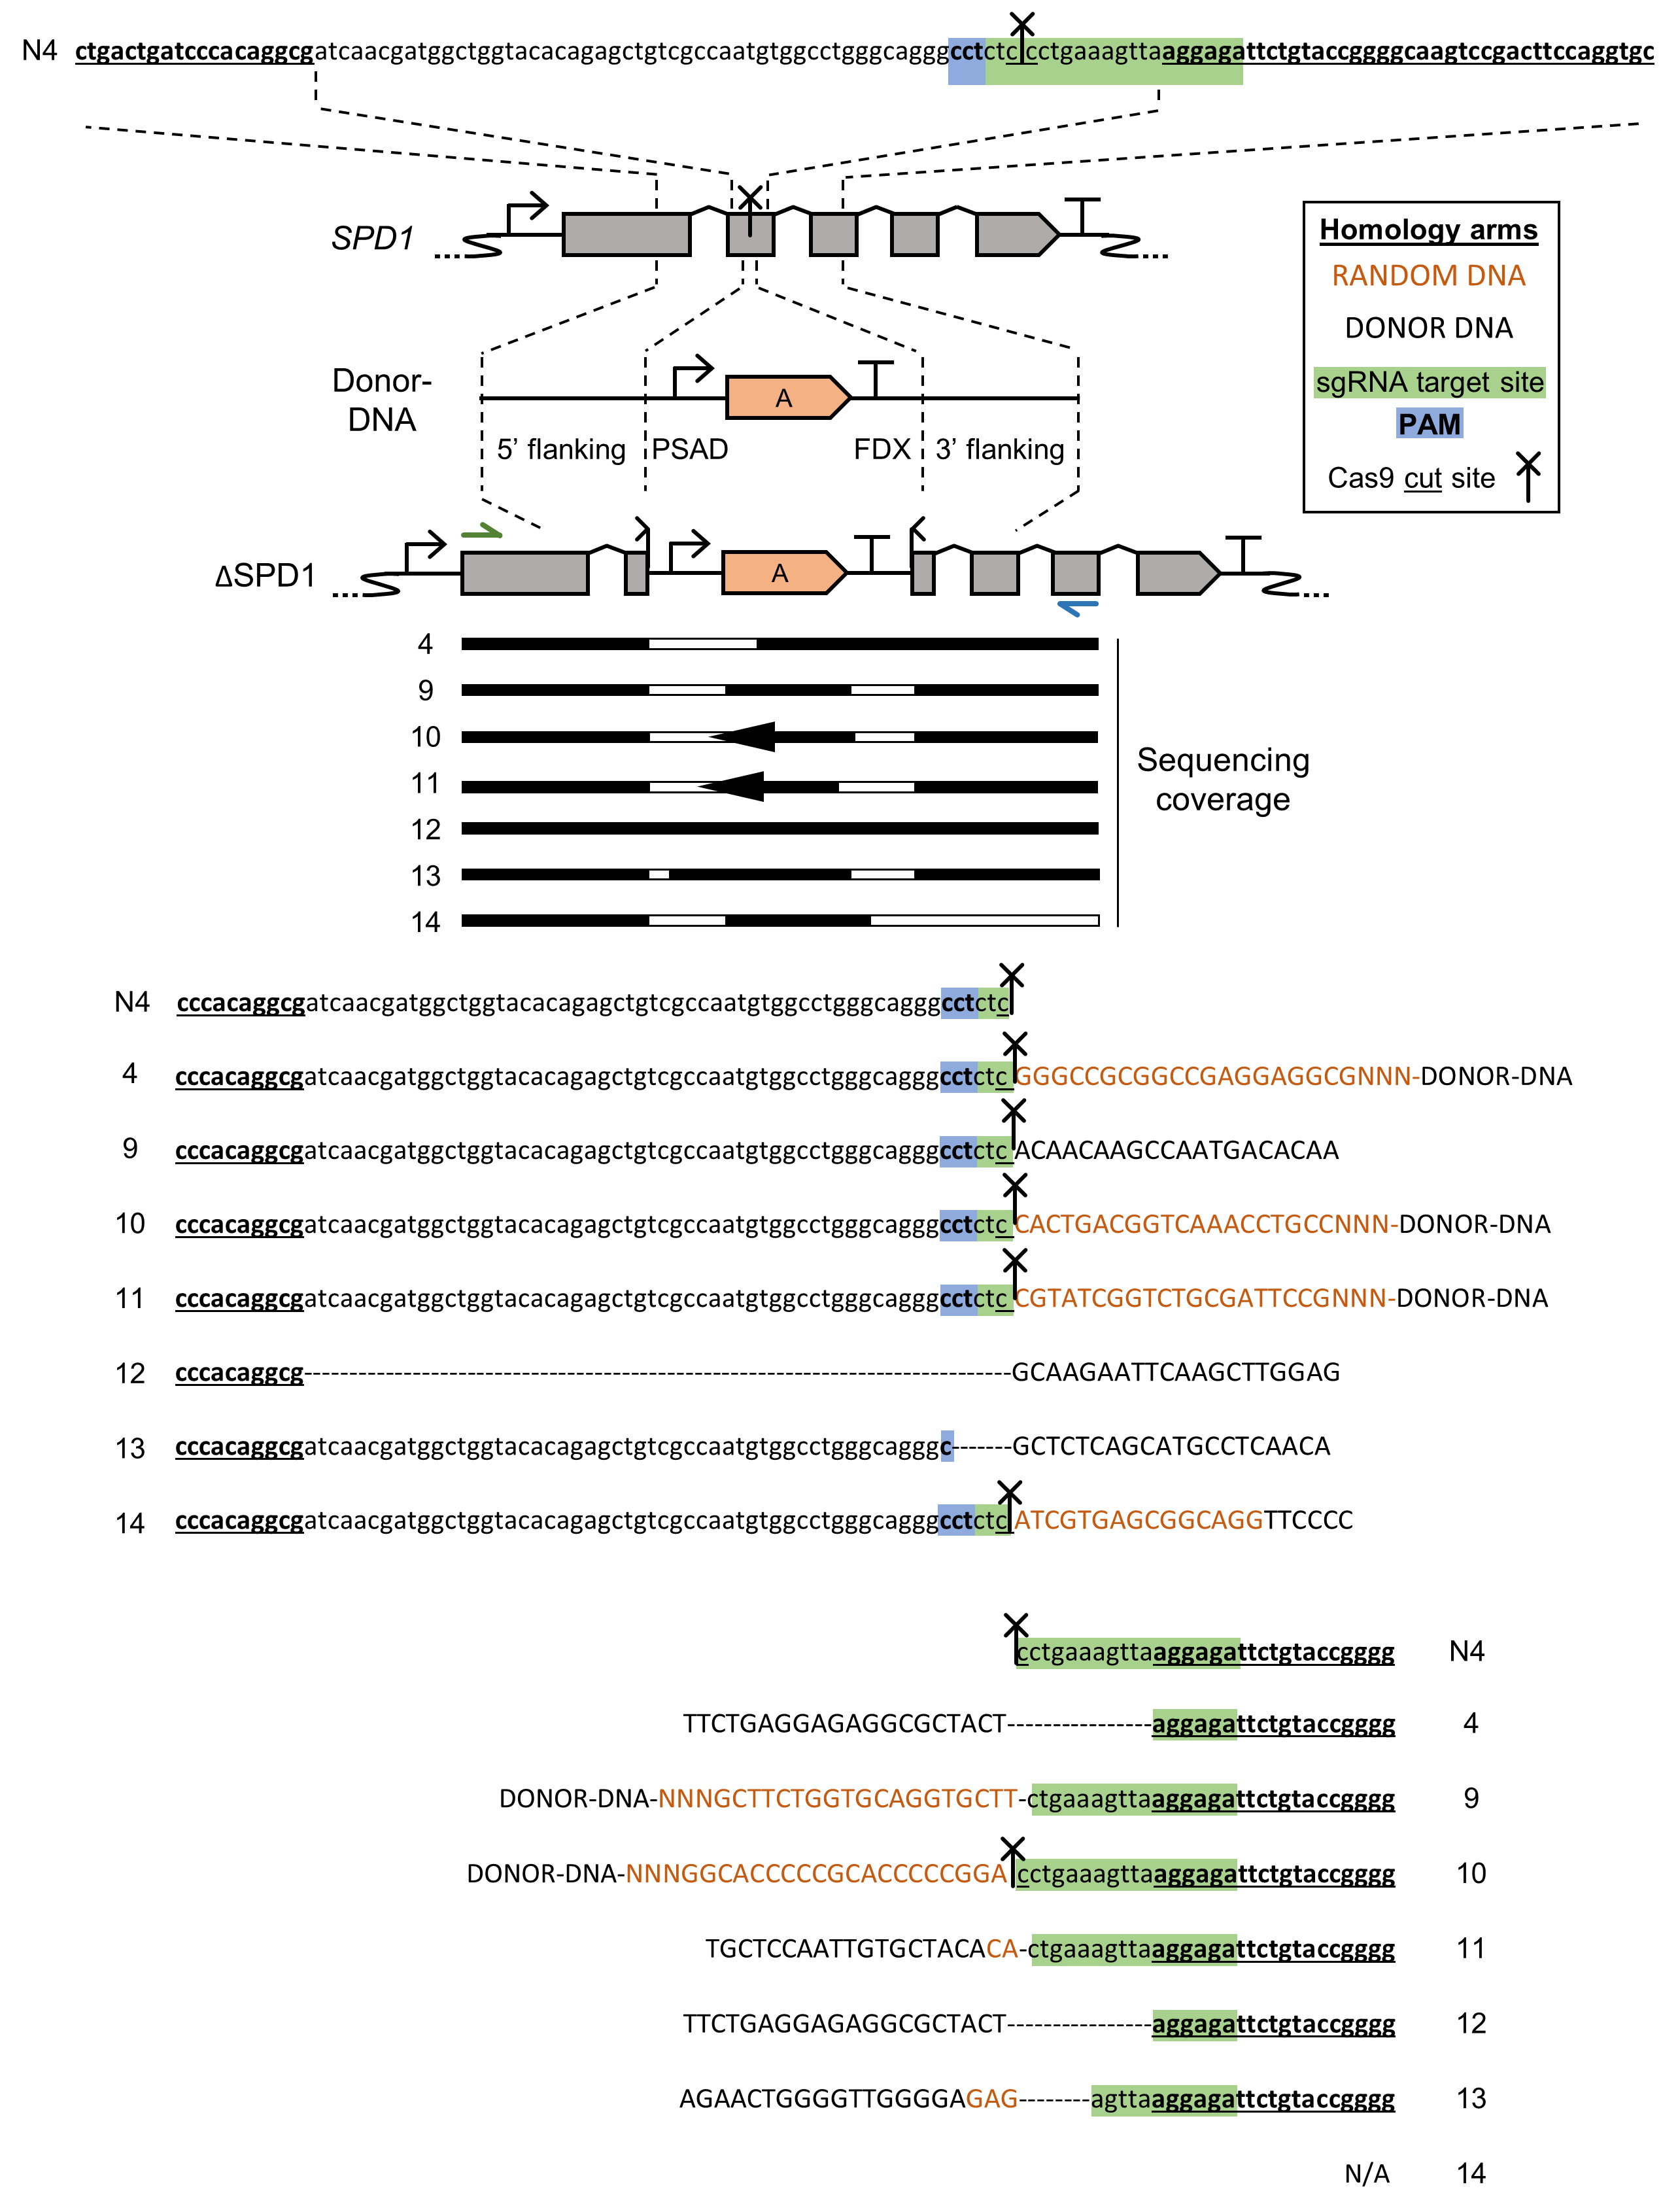 N4 ctgactgatcccacaggcgatcaacgatggctggtacacagagctgtcgccaatgtggcctgggcagggcctctccctgaaagttaaggagattctgtaccggggcaagtccgacttccaggtgc
SPD1
Homology arms
RANDOM DNA
DONOR DNA
sgRNA target site
PAM
Cas9 cut site
Donor-
DNA
A
5’ flanking PSAD FDX 3’ flanking
ΔSPD1
A
4
9
10
11
12
13
14
Sequencing
coverage
N4 cccacaggcgatcaacgatggctggtacacagagctgtcgccaatgtggcctgggcagggcctctc
4 cccacaggcgatcaacgatggctggtacacagagctgtcgccaatgtggcctgggcagggcctctcGGGCCGCGGCCGAGGAGGCGNNN-DONOR-DNA
9 cccacaggcgatcaacgatggctggtacacagagctgtcgccaatgtggcctgggcagggcctctcACAACAAGCCAATGACACAA
10 cccacaggcgatcaacgatggctggtacacagagctgtcgccaatgtggcctgggcagggcctctcCACTGACGGTCAAACCTGCCNNN-DONOR-DNA
11 cccacaggcgatcaacgatggctggtacacagagctgtcgccaatgtggcctgggcagggcctctcCGTATCGGTCTGCGATTCCGNNN-DONOR-DNA
12 cccacaggcg--------------------------------------------------------GCAAGAATTCAAGCTTGGAG
13 cccacaggcgatcaacgatggctggtacacagagctgtcgccaatgtggcctgggcagggc-------GCTCTCAGCATGCCTCAACA
14 cccacaggcgatcaacgatggctggtacacagagctgtcgccaatgtggcctgggcagggcctctcATCGTGAGCGGCAGGTTCCCC
cctgaaagttaaggagattctgtaccgggg N4
TTCTGAGGAGAGGCGCTACT----------------aggagattctgtaccgggg 4
DONOR-DNA-NNNGCTTCTGGTGCAGGTGCTT-ctgaaagttaaggagattctgtaccgggg 9
DONOR-DNA-NNNGGCACCCCCGCACCCCCGGAcctgaaagttaaggagattctgtaccgggg 10
TGCTCCAATTGTGCTACACA-ctgaaagttaaggagattctgtaccgggg 11
TTCTGAGGAGAGGCGCTACT----------------aggagattctgtaccgggg 12
AGAACTGGGGTTGGGGAGAG--------agttaaggagattctgtaccgggg 13
N/A 14